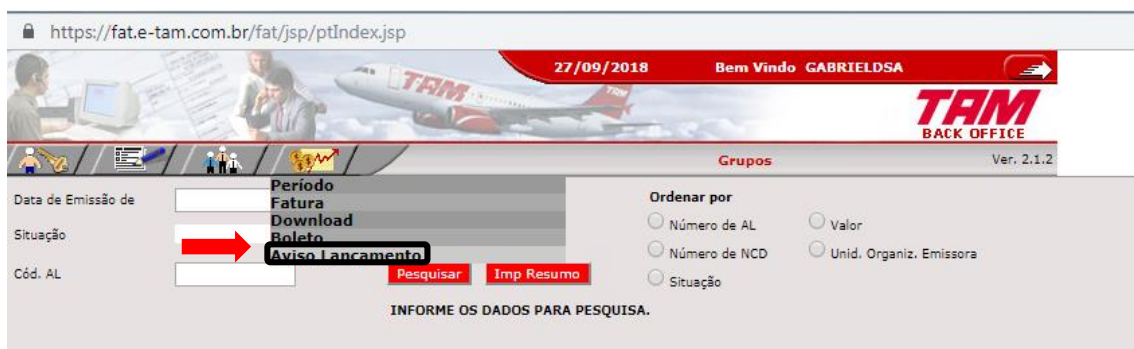 https://fat.e-tam.com.br/fat/jsp/ptIndex.jsp
27/09/2018 Bem Vindo GABRIELDSA
TAM
TAM
BACK OFFICE
Grupos Ver. 2.1.2
Data de Emissão de
Período
Fatura
Download
Boleto
Aviso Lancamento
Situação
Cód. AL
Pesquisar Imp Resumo
Ordenar por
Número de AL Valor
Número de NCD Unid. Organiz. Emissora
Situação
INFORME OS DADOS PARA PESQUISA.